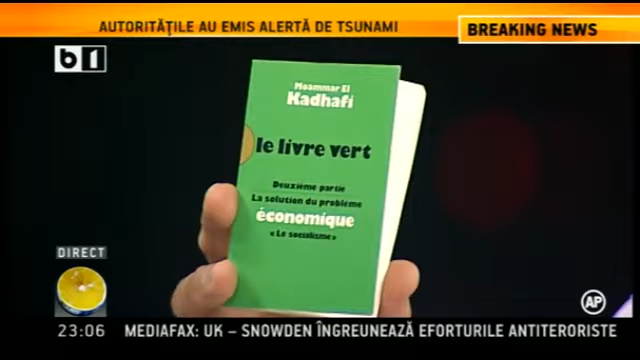 AUTORITĂȚILE AU EMIS ALERTĂ DE TSUNAMI
BREAKING NEWS
b1
Moammar El
Kadhafi
le livre vert
Deuxième partie
La solution du problème
économique
« Le socialisme »
DIRECT
AP
23:06 MEDIAFAX: UK – SNOWDEN ÎNGREUNEAZĂ EFORTURILE ANTITERORISTE